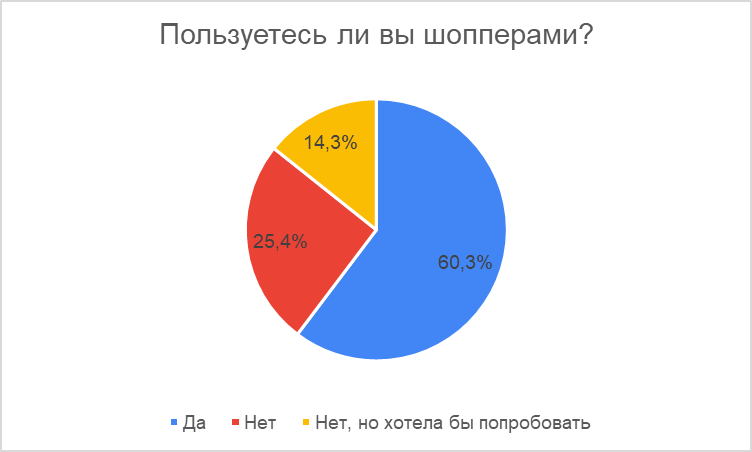 Пользуетесь ли вы шопперами?
14,3%
25,4%
60,3%
Да Нет Нет, но хотела бы попробовать